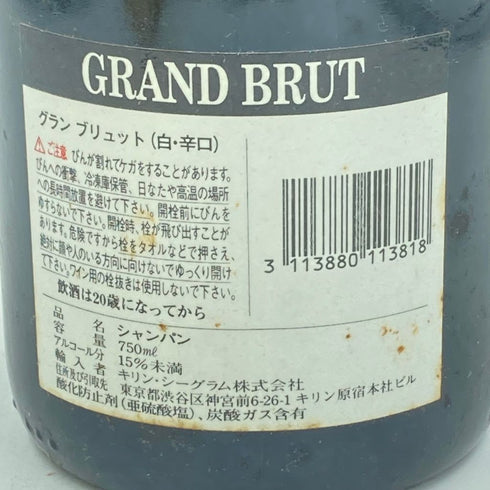 GRAND BRUT
グラン ブリュット (白・辛口)
⚠ご注意 びんが割れてケガをすることがあります。
びんへの衝撃、冷凍庫保管、日なたや高温の場所
への長時間放置を避けて下さい。開栓前にびんを
ゆすらないで下さい。開栓時、栓が飛び出すことが
あります。危険ですから栓をタオルなどで押さえ、
絶対に顔や人のいる方向に向けないでゆっくり開け
て下さい。ワイン用の栓抜きは使用しないで下さい。
飲酒は20歳になってから
3 113880 113818
品名 シャンパン
容量 750ml
アルコール分 15%未満
輸入者 キリン・シーグラム株式会社
住所及び引取先 東京都渋谷区神宮前6-26-1 キリン原宿本社ビル
酸化防止剤(亜硫酸塩)、炭酸ガス含有